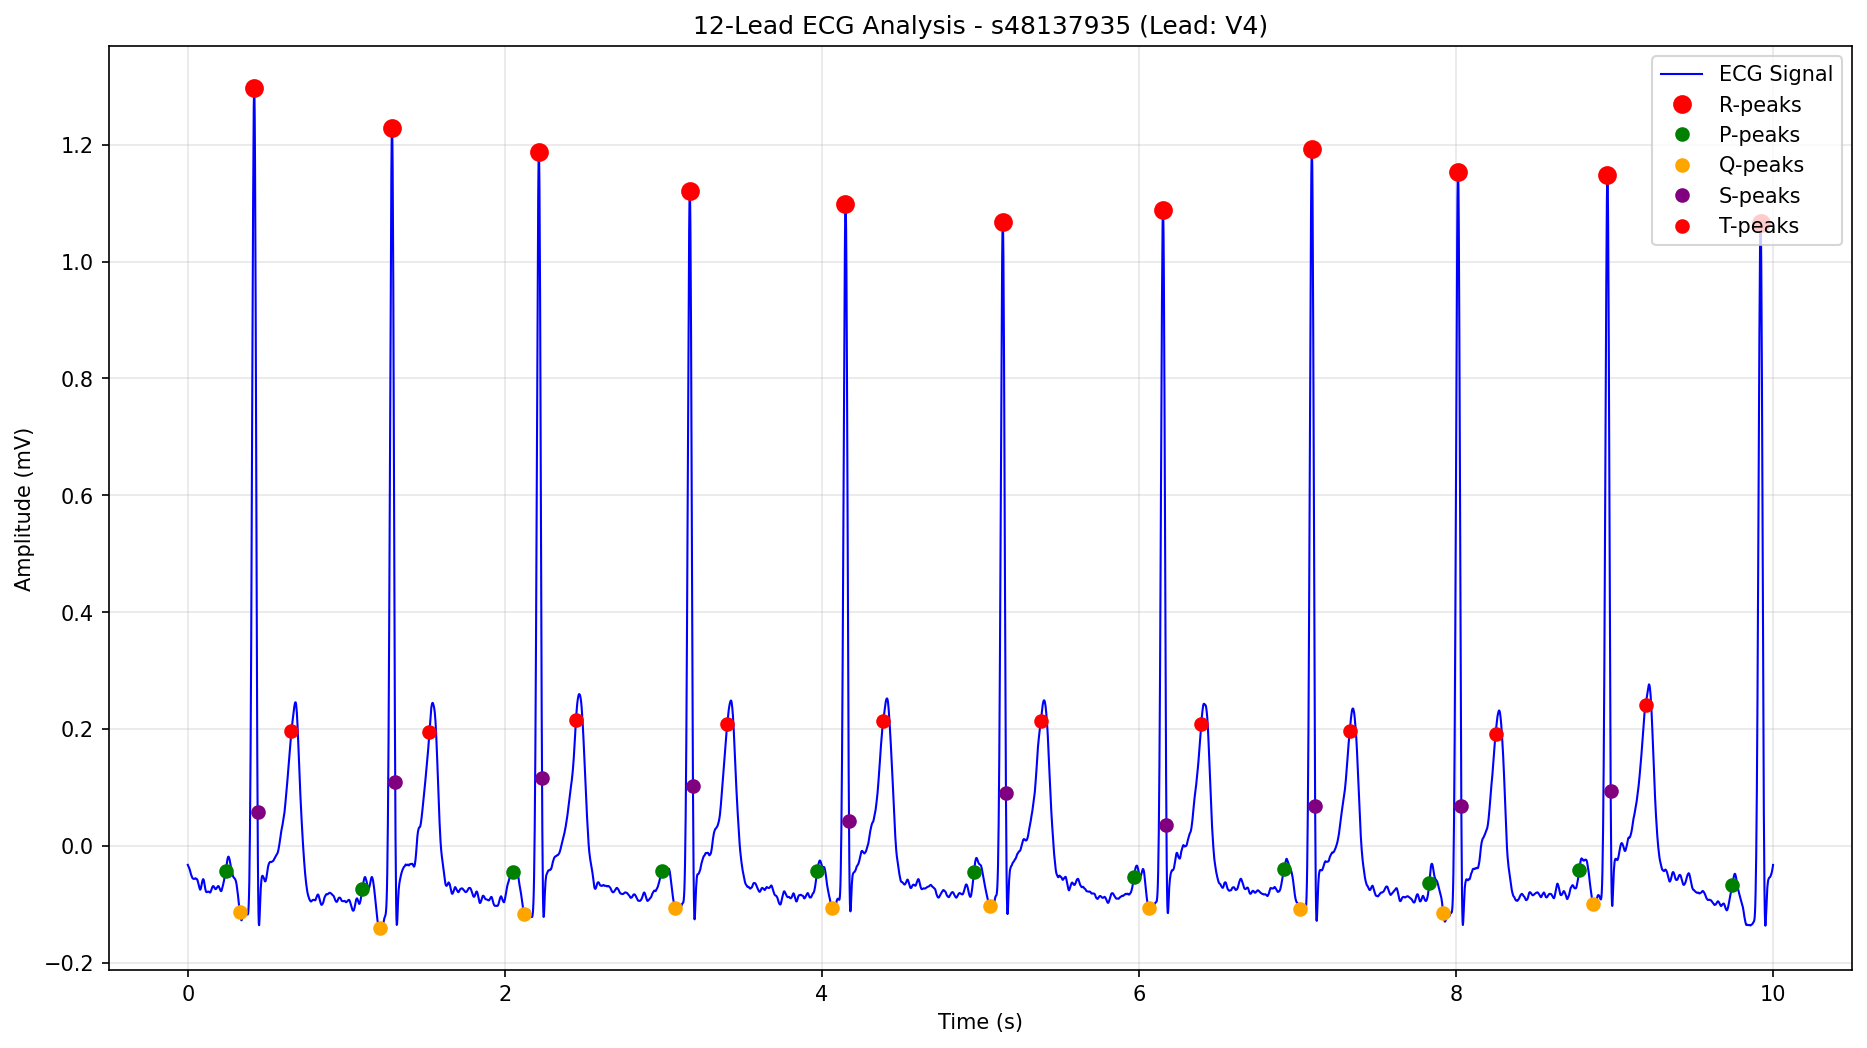 12-Lead ECG Analysis - s48137935 (Lead: V4)
ECG Signal
R-peaks
P-peaks
Q-peaks
S-peaks
T-peaks
Amplitude (mV)
1.2
1.0
0.8
0.6
0.4
0.2
0.0
−0.2
0 2 4 6 8 10
Time (s)